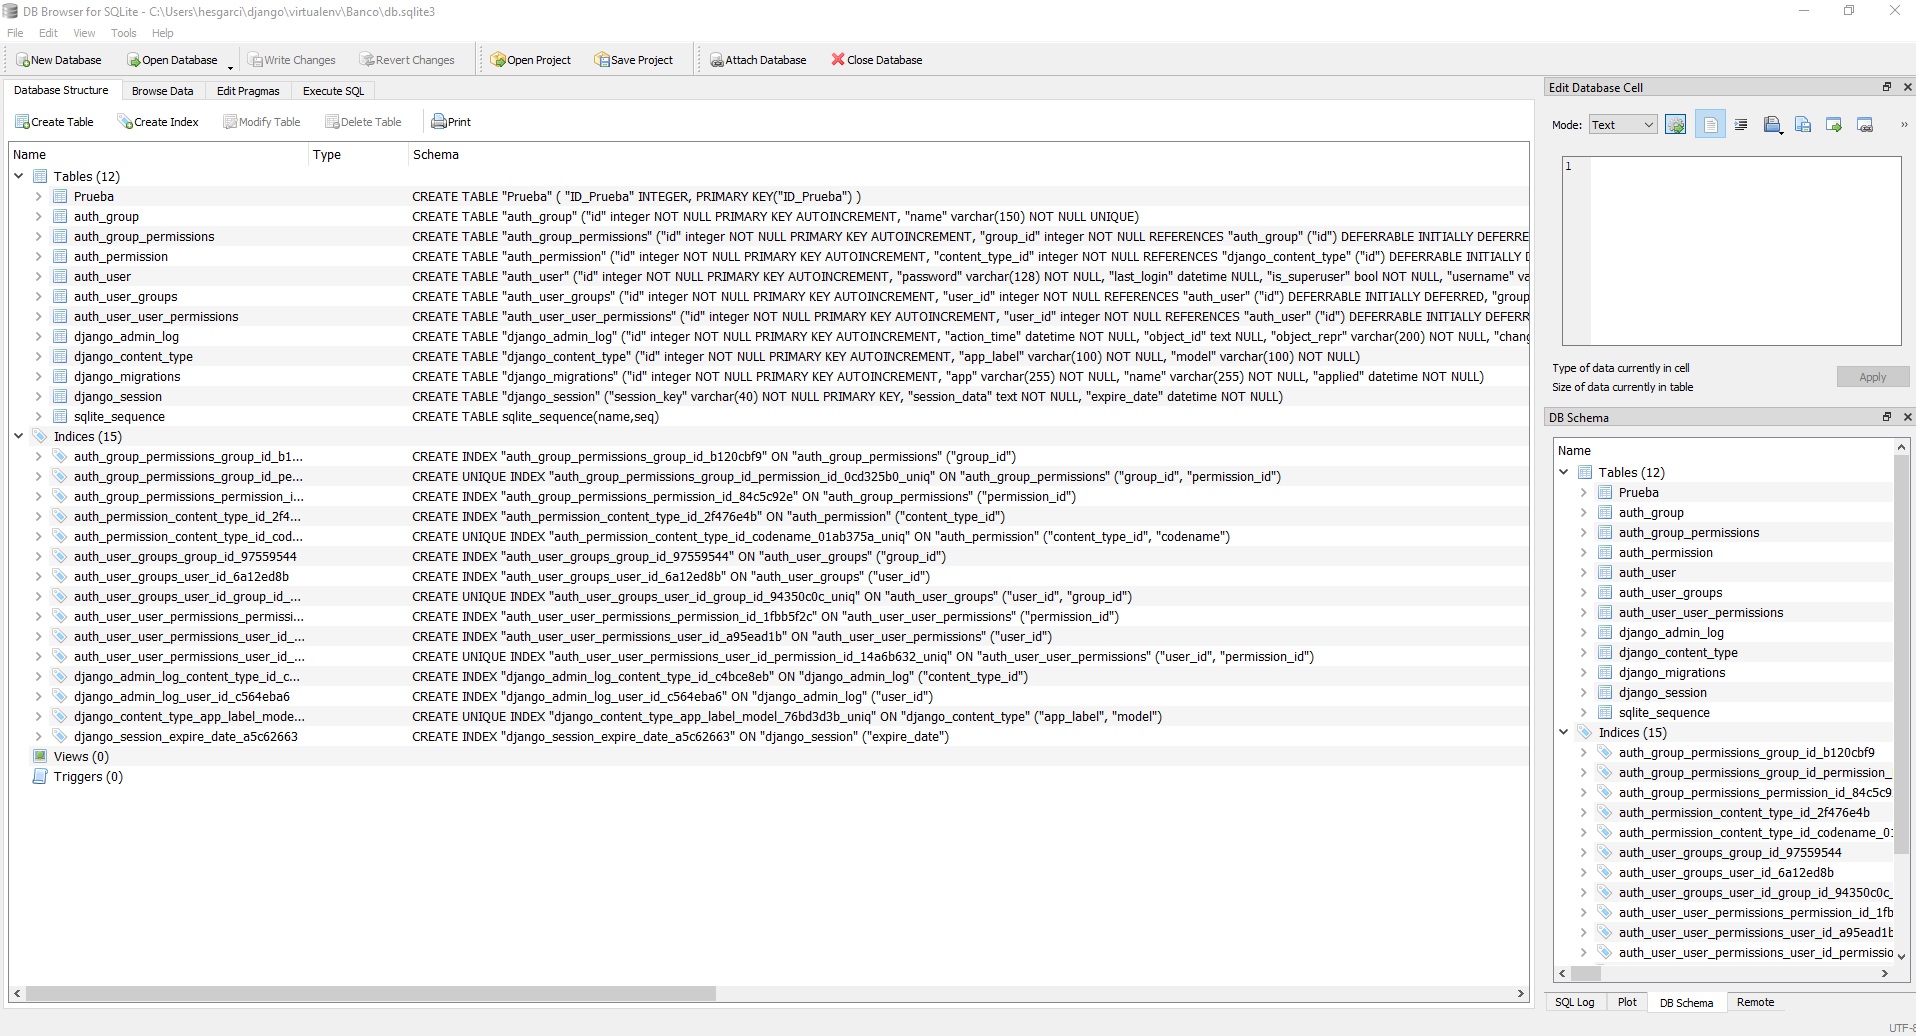 DB Browser for SQLite - C:\Users\hesgarci\django\virtualenv\Banco\db.sqlite3
File Edit View Tools Help
New Database Open Database Write Changes Revert Changes Open Project Save Project Attach Database Close Database
Database Structure Browse Data Edit Pragmas Execute SQL
Create Table Create Index Modify Table Delete Table Print
Name Type Schema
Tables (12)
Prueba CREATE TABLE "Prueba" ( "ID_Prueba" INTEGER, PRIMARY KEY("ID_Prueba") )
auth_group CREATE TABLE "auth_group" ("id" integer NOT NULL PRIMARY KEY AUTOINCREMENT, "name" varchar(150) NOT NULL UNIQUE)
auth_group_permissions CREATE TABLE "auth_group_permissions" ("id" integer NOT NULL PRIMARY KEY AUTOINCREMENT, "group_id" integer NOT NULL REFERENCES "auth_group" ("id") DEFERRABLE INITIALLY DEFERRE
auth_permission CREATE TABLE "auth_permission" ("id" integer NOT NULL PRIMARY KEY AUTOINCREMENT, "content_type_id" integer NOT NULL REFERENCES "django_content_type" ("id") DEFERRABLE INITIALLY D
auth_user CREATE TABLE "auth_user" ("id" integer NOT NULL PRIMARY KEY AUTOINCREMENT, "password" varchar(128) NOT NULL, "last_login" datetime NULL, "is_superuser" bool NOT NULL, "username" va
auth_user_groups CREATE TABLE "auth_user_groups" ("id" integer NOT NULL PRIMARY KEY AUTOINCREMENT, "user_id" integer NOT NULL REFERENCES "auth_user" ("id") DEFERRABLE INITIALLY DEFERRED, "group
auth_user_user_permissions CREATE TABLE "auth_user_user_permissions" ("id" integer NOT NULL PRIMARY KEY AUTOINCREMENT, "user_id" integer NOT NULL REFERENCES "auth_user" ("id") DEFERRABLE INITIALLY DEFERR
django_admin_log CREATE TABLE "django_admin_log" ("id" integer NOT NULL PRIMARY KEY AUTOINCREMENT, "action_time" datetime NOT NULL, "object_id" text NULL, "object_repr" varchar(200) NOT NULL, "chang
django_content_type CREATE TABLE "django_content_type" ("id" integer NOT NULL PRIMARY KEY AUTOINCREMENT, "app_label" varchar(100) NOT NULL, "model" varchar(100) NOT NULL)
django_migrations CREATE TABLE "django_migrations" ("id" integer NOT NULL PRIMARY KEY AUTOINCREMENT, "app" varchar(255) NOT NULL, "name" varchar(255) NOT NULL, "applied" datetime NOT NULL)
django_session CREATE TABLE "django_session" ("session_key" varchar(40) NOT NULL PRIMARY KEY, "session_data" text NOT NULL, "expire_date" datetime NOT NULL)
sqlite_sequence CREATE TABLE sqlite_sequence(name,seq)
Indices (15)
auth_group_permissions_group_id_b1... CREATE INDEX "auth_group_permissions_group_id_b120cbf9" ON "auth_group_permissions" ("group_id")
auth_group_permissions_group_id_pe... CREATE UNIQUE INDEX "auth_group_permissions_group_id_permission_id_0cd325b0_uniq" ON "auth_group_permissions" ("group_id", "permission_id")
auth_group_permissions_permission_i... CREATE INDEX "auth_group_permissions_permission_id_84c5c92e" ON "auth_group_permissions" ("permission_id")
auth_permission_content_type_id_2f4... CREATE INDEX "auth_permission_content_type_id_2f476e4b" ON "auth_permission" ("content_type_id")
auth_permission_content_type_id_cod... CREATE UNIQUE INDEX "auth_permission_content_type_id_codename_01ab375a_uniq" ON "auth_permission" ("content_type_id", "codename")
auth_user_groups_group_id_97559544 CREATE INDEX "auth_user_groups_group_id_97559544" ON "auth_user_groups" ("group_id")
auth_user_groups_user_id_6a12ed8b CREATE INDEX "auth_user_groups_user_id_6a12ed8b" ON "auth_user_groups" ("user_id")
auth_user_groups_user_id_group_id_... CREATE UNIQUE INDEX "auth_user_groups_user_id_group_id_94350c0c_uniq" ON "auth_user_groups" ("user_id", "group_id")
auth_user_user_permissions_permissi... CREATE INDEX "auth_user_user_permissions_permission_id_1fbb5f2c" ON "auth_user_user_permissions" ("permission_id")
auth_user_user_permissions_user_id_... CREATE INDEX "auth_user_user_permissions_user_id_a95ead1b" ON "auth_user_user_permissions" ("user_id")
auth_user_user_permissions_user_id_... CREATE UNIQUE INDEX "auth_user_user_permissions_user_id_permission_id_14a6b632_uniq" ON "auth_user_user_permissions" ("user_id", "permission_id")
django_admin_log_content_type_id_c... CREATE INDEX "django_admin_log_content_type_id_c4bce8eb" ON "django_admin_log" ("content_type_id")
django_admin_log_user_id_c564eba6 CREATE INDEX "django_admin_log_user_id_c564eba6" ON "django_admin_log" ("user_id")
django_content_type_app_label_mode... CREATE UNIQUE INDEX "django_content_type_app_label_model_76bd3d3b_uniq" ON "django_content_type" ("app_label", "model")
django_session_expire_date_a5c62663 CREATE INDEX "django_session_expire_date_a5c62663" ON "django_session" ("expire_date")
Views (0)
Triggers (0)
Edit Database Cell
Mode: Text
1
Type of data currently in cell
Size of data currently in table
Apply
DB Schema
Name
Tables (12)
Prueba
auth_group
auth_group_permissions
auth_permission
auth_user
auth_user_groups
auth_user_user_permissions
django_admin_log
django_content_type
django_migrations
django_session
sqlite_sequence
Indices (15)
auth_group_permissions_group_id_b120cbf9
auth_group_permissions_group_id_permission_
auth_group_permissions_permission_id_84c5c9
auth_permission_content_type_id_2f476e4b
auth_permission_content_type_id_codename_01
auth_user_groups_group_id_97559544
auth_user_groups_user_id_6a12ed8b
auth_user_groups_user_id_group_id_94350c0c_
auth_user_user_permissions_permission_id_1fb
auth_user_user_permissions_user_id_a95ead1b
auth_user_user_permissions_user_id_permissio
SQL Log Plot DB Schema Remote
UTF-8